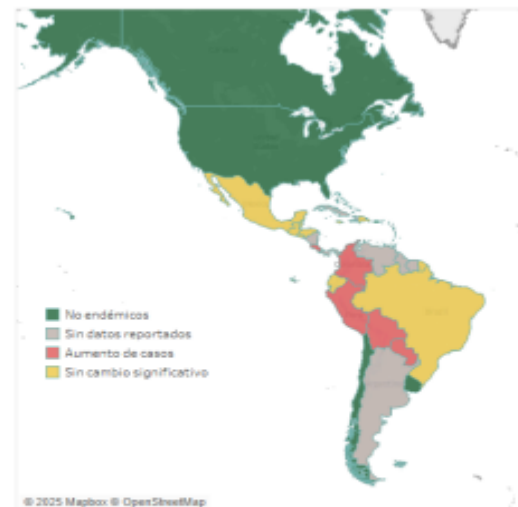 No endémicos
Sin datos reportados
Aumento de casos
Sin cambio significativo
© 2025 Mapbox © OpenStreetMap